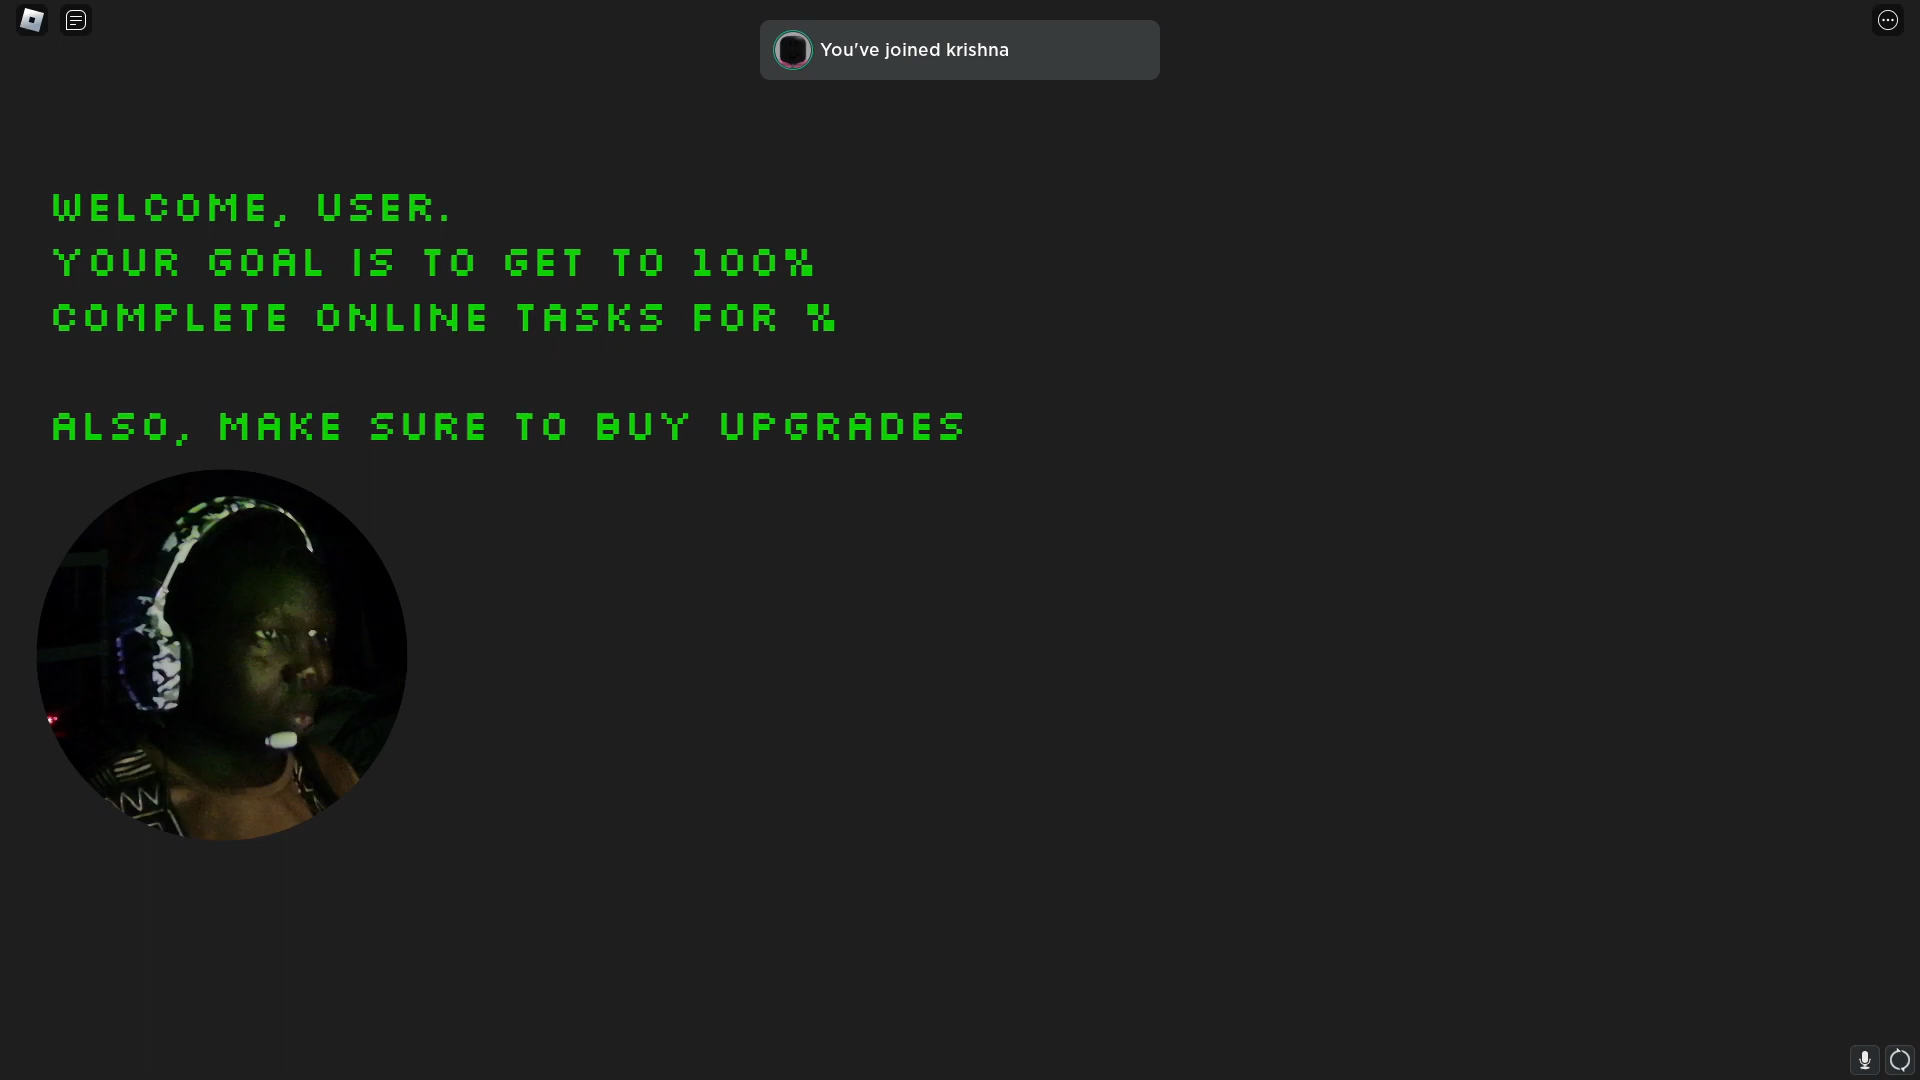 You've joined krishna
WELCOME, USER.
YOUR GOAL IS TO GET TO 100%
COMPLETE ONLINE TASKS FOR %
ALSO, MAKE SURE TO BUY UPGRADES